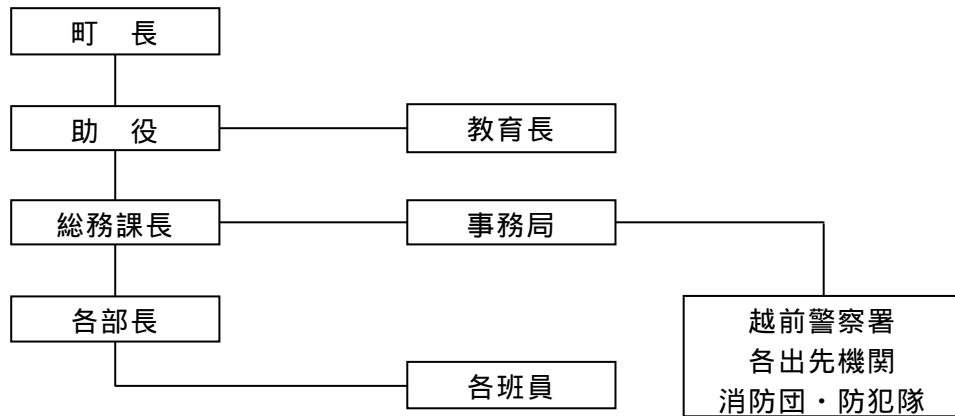 町　長
助　役
教育長
総務課長
事務局
各部長
越前警察署
各出先機関
消防団・防犯隊
各班員